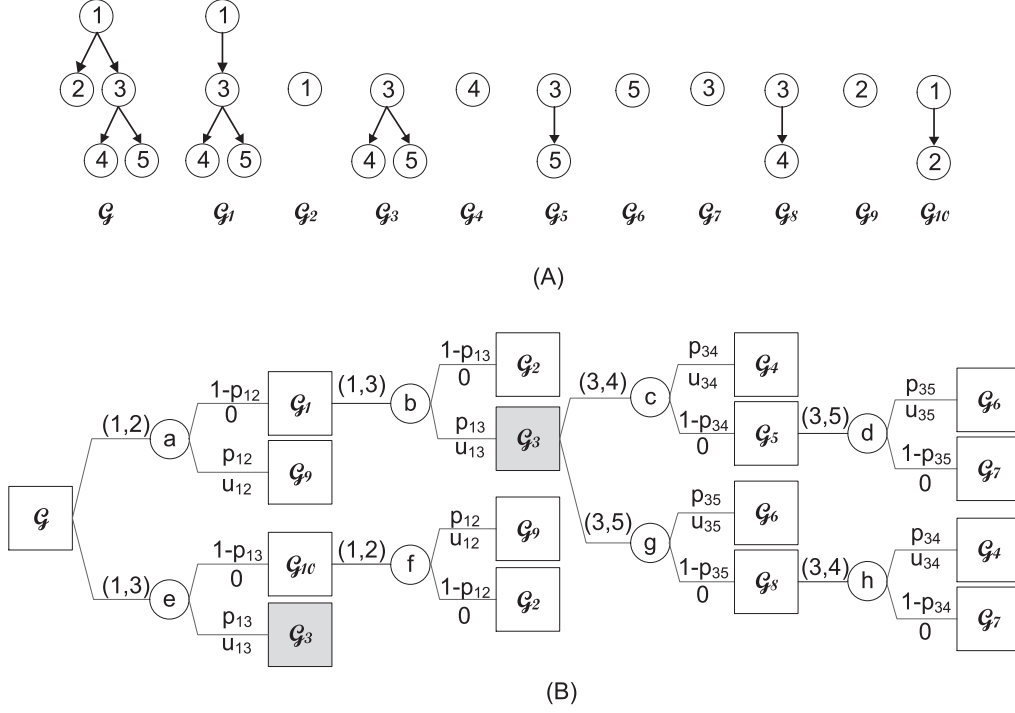 1 1
2 3 3 1 3 4 3 5 3 3 2 1
4 5 4 5 4 5 5 4 2
𝒢 𝒢1 𝒢2 𝒢3 𝒢4 𝒢5 𝒢6 𝒢7 𝒢8 𝒢9 𝒢10
(A)
𝒢
(1,2) a
1-p12
0
𝒢1
p12
u12
𝒢9
(1,3) b
1-p13
0
𝒢2
p13
u13
𝒢3
(3,4) c
p34
u34
𝒢4
1-p34
0
𝒢5
(3,5) d
p35
u35
𝒢6
1-p35
0
𝒢7
(3,5) g
p35
u35
𝒢6
1-p35
0
𝒢8
(3,4) h
p34
u34
𝒢4
1-p34
0
𝒢7
(1,3) e
1-p13
0
𝒢10
p13
u13
𝒢3
(1,2) f
p12
u12
𝒢9
1-p12
0
𝒢2
(B)